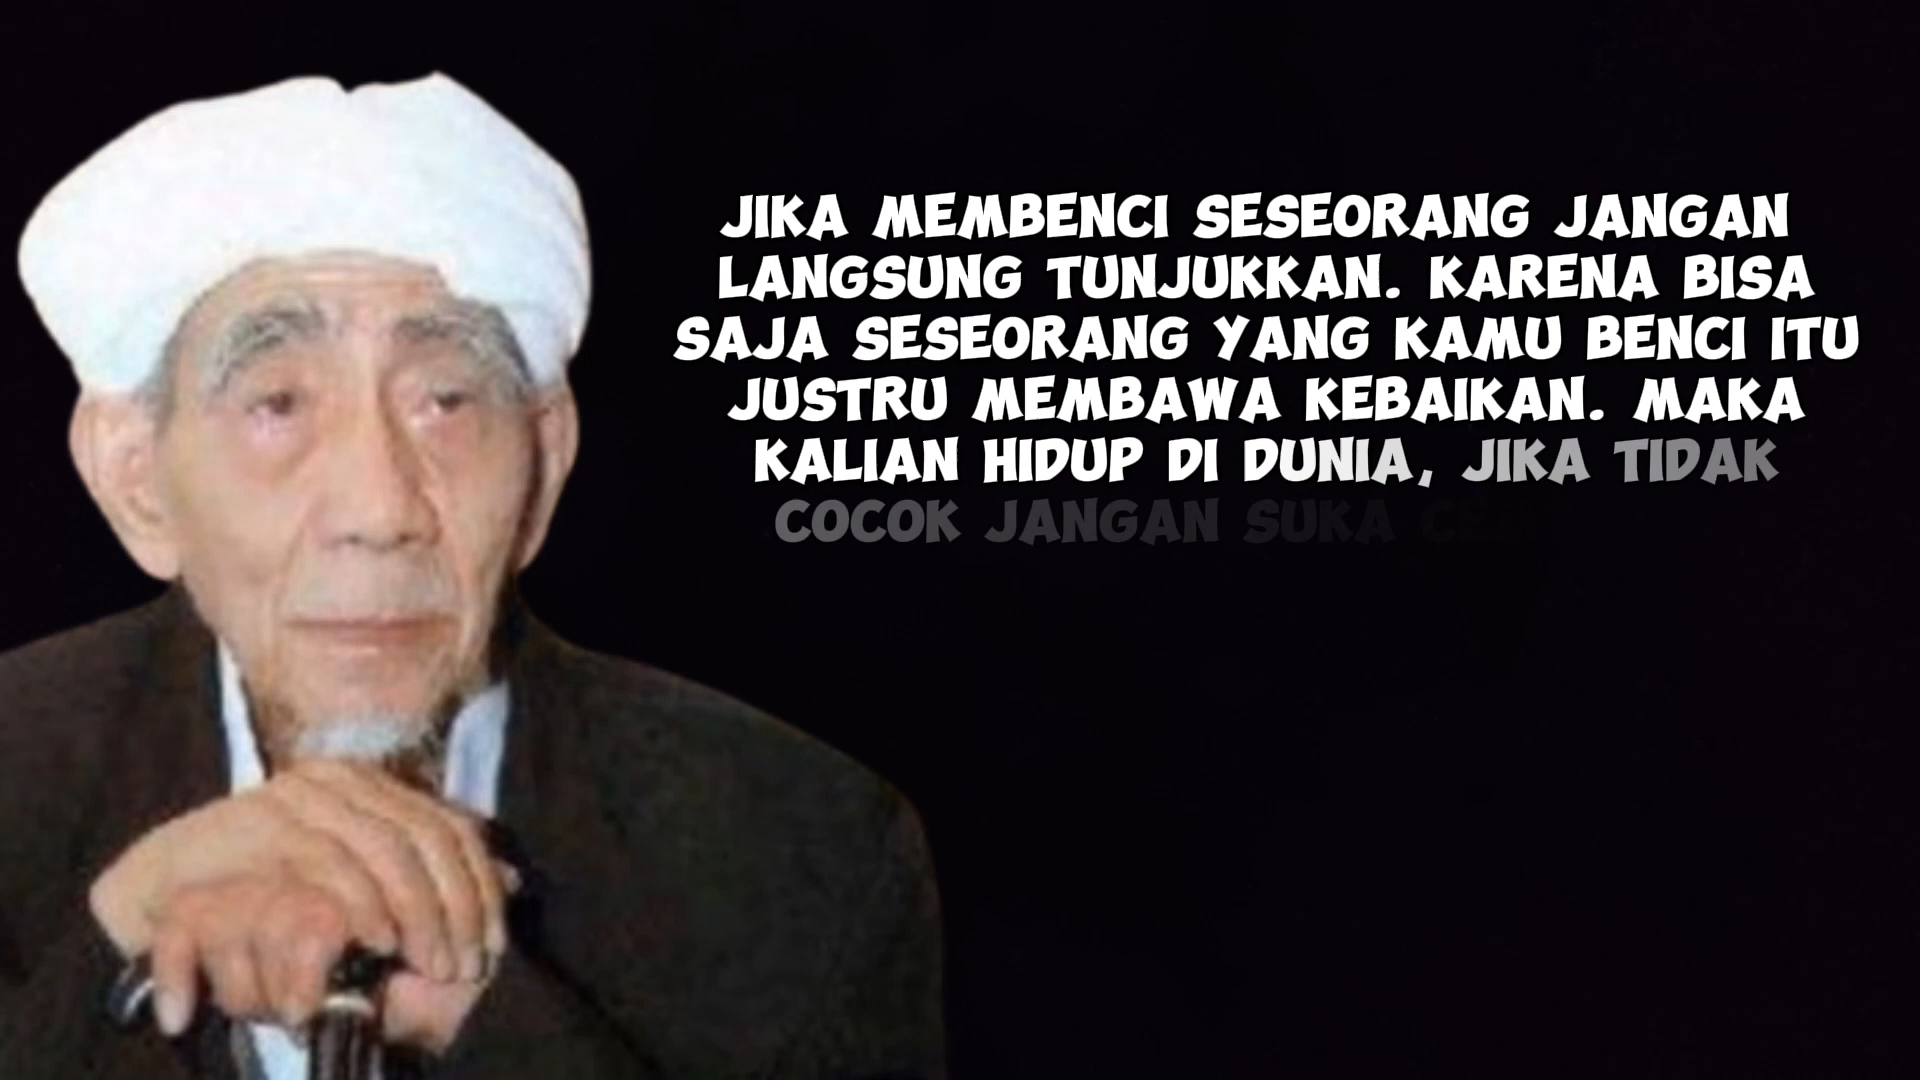 JIKA MEMBENCI SESEORANG JANGAN
LANGSUNG TUNJUKKAN. KARENA BISA
SAJA SESEORANG YANG KAMU BENCI ITU
JUSTRU MEMBAWA KEBAIKAN. MAKA
KALIAN HIDUP DI DUNIA, JIKA TIDAK
COCOK JANGAN SUKA